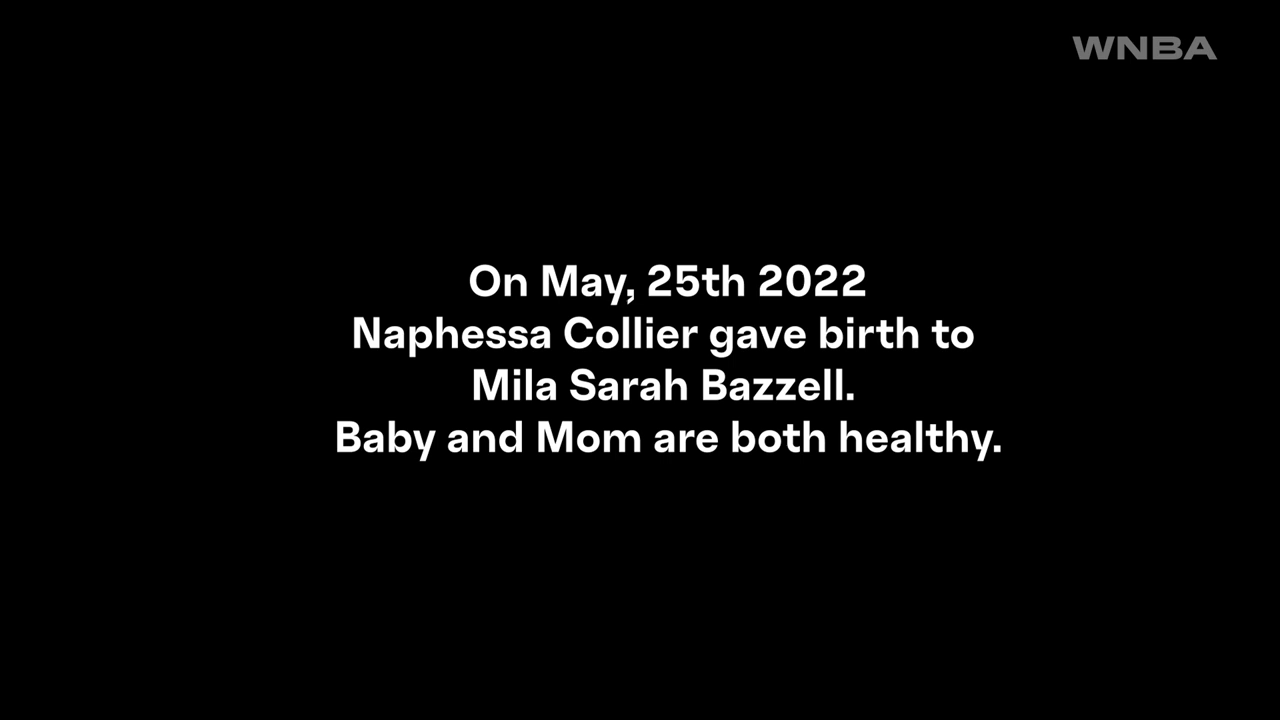 WNBA
On May, 25th 2022
Naphessa Collier gave birth to
Mila Sarah Bazzell.
Baby and Mom are both healthy.